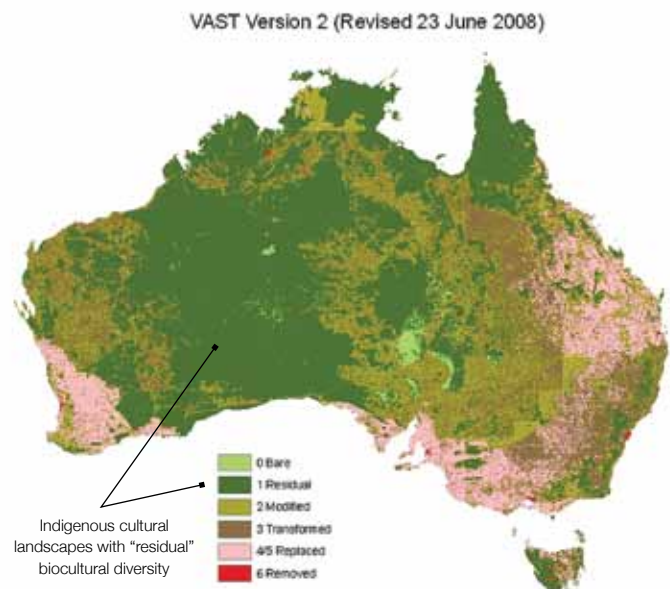 VAST Version 2 (Revised 23 June 2008)
0 Bare
1 Residual
2 Modified
3 Transformed
4/5 Replaced
6 Removed
Indigenous cultural
landscapes with “residual”
biocultural diversity